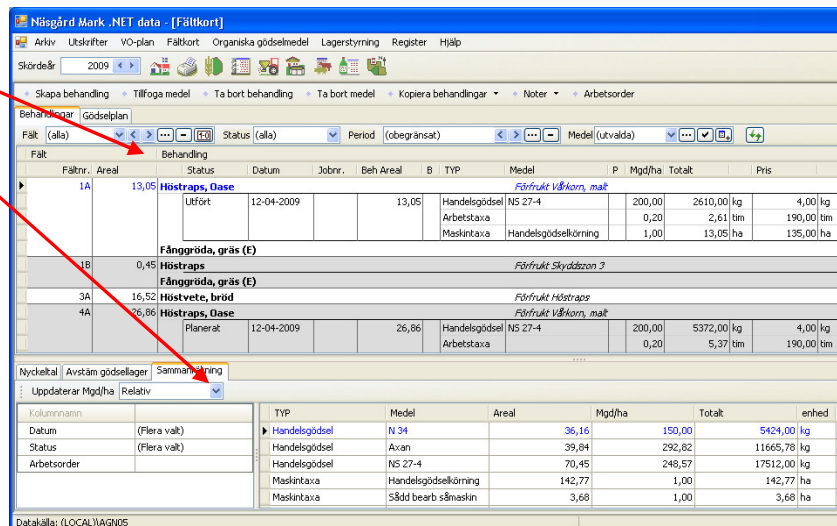 Näsgård Mark .NET data - [Fältkort]
Arkiv Utskrifter VO-plan Fältkort Organiska gödselmedel Lagerstyrning Register Hjälp
Skördeår 2009
Skapa behandling Tillfoga medel Ta bort behandling Ta bort medel Kopiera behandlingar Noter Arbetsorder
Behandlingar Gödselplan
Fält (alla) Status (alla) Period (obegränsat) Medel (utvalda)
Fält Behandling
Fältnr. Areal Status Datum Jobnr. Beh Areal B TYP Medel P Mgd/ha Totalt Pris
1A 13,05 Höstraps, Oase Förfrukt Vårkorn, malt
Utfört 12-04-2009 13,05 Handelsgödsel NS 27-4 200,00 2610,00 kg 4,00 kg
Arbetstaxa 0,20 2,61 tim 190,00 tim
Maskintaxa Handelsgödselkörning 1,00 13,05 ha 135,00 ha
Fånggröda, gräs (E)
1B 0,45 Höstraps Förfrukt Skyddszon 3
Fånggröda, gräs (E)
3A 16,52 Höstvete, bröd Förfrukt Höstraps
4A 26,86 Höstraps, Oase Förfrukt Vårkorn, malt
Planerat 12-04-2009 26,86 Handelsgödsel NS 27-4 200,00 5372,00 kg 4,00 kg
Arbetstaxa 0,20 5,37 tim 190,00 tim
Nyckeltal Avstäm gödsellager Sammanräkning
Uppdaterar Mgd/ha Relativ
Kolumnnamn TYP Medel Areal Mgd/ha Totalt enhed
Datum (Flera valt) Handelsgödsel N 34 36,16 150,00 5424,00 kg
Status (Flera valt) Handelsgödsel Axan 39,84 292,82 11665,78 kg
Arbetsorder Handelsgödsel NS 27-4 70,45 248,57 17512,00 kg
Maskintaxa Handelsgödselkörning 142,77 1,00 142,77 ha
Maskintaxa Sådd bearb såmaskin 3,68 1,00 3,68 ha
Datakälla: (LOCAL)\AGN05